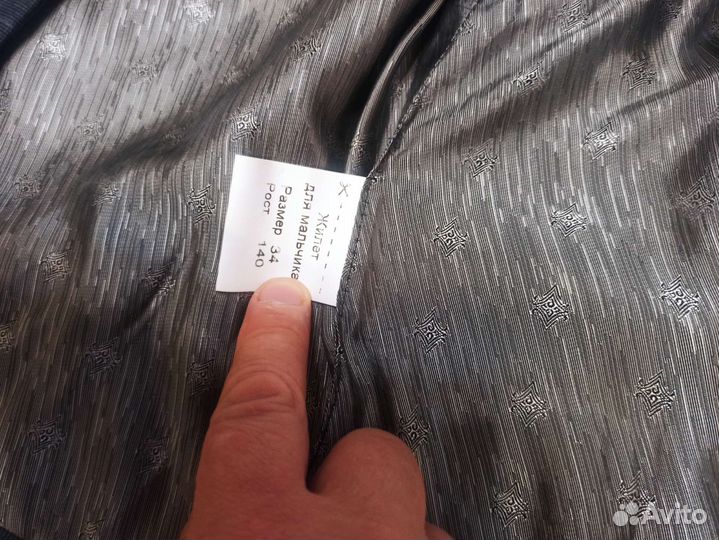 Жилет
для мальчика
размер 34
рост 140
Avito